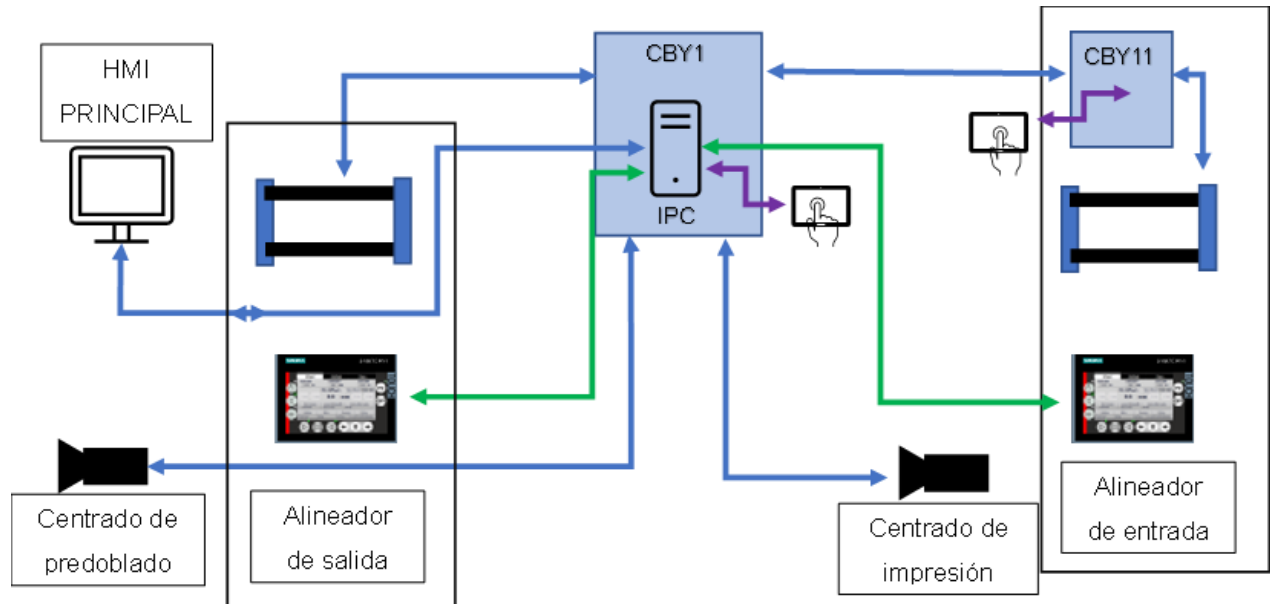 HMI
PRINCIPAL
CBY1
IPC
CBY11
Centrado de
predoblado
Alineador
de salida
Centrado de
impresión
Alineador
de entrada